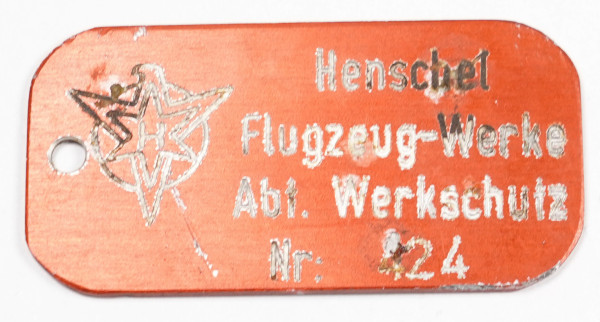 Henschel
Flugzeug-Werke
Abt. Werkschutz
Nr: 424
H